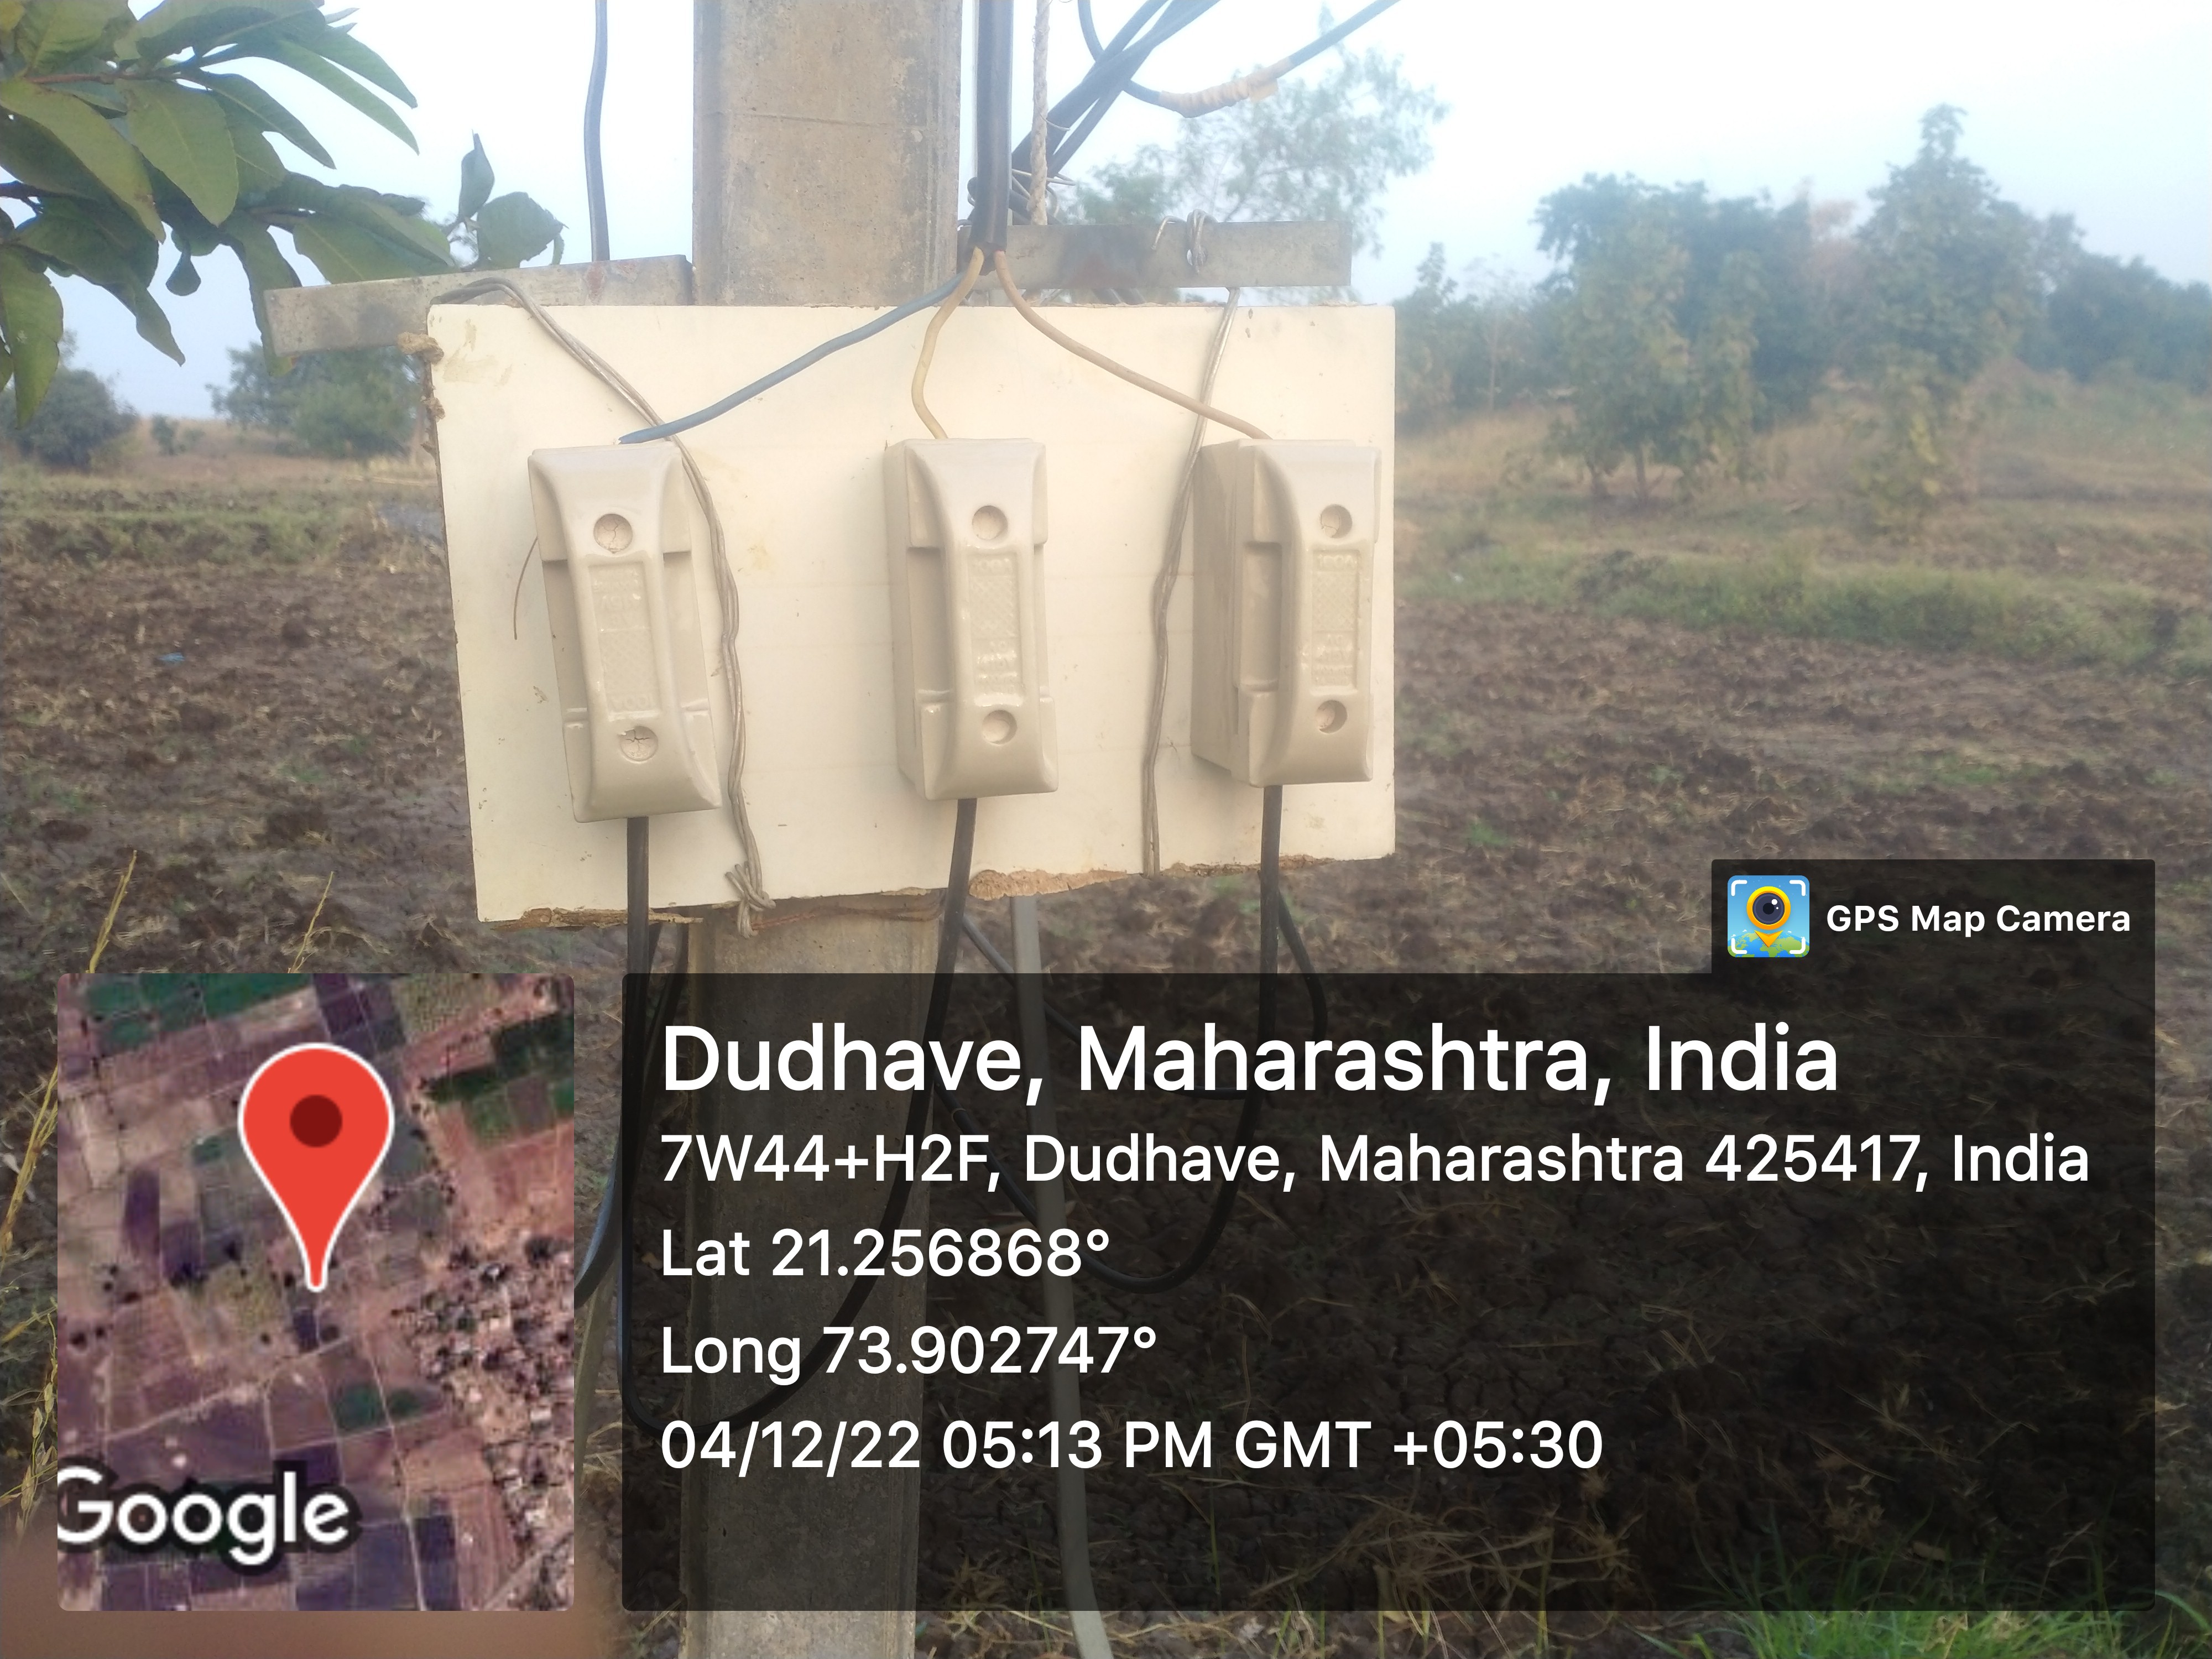 GPS Map Camera
Dudhave, Maharashtra, India
7W44+H2F, Dudhave, Maharashtra 425417, India
Lat 21.256868°
Long 73.902747°
04/12/22 05:13 PM GMT +05:30
Google